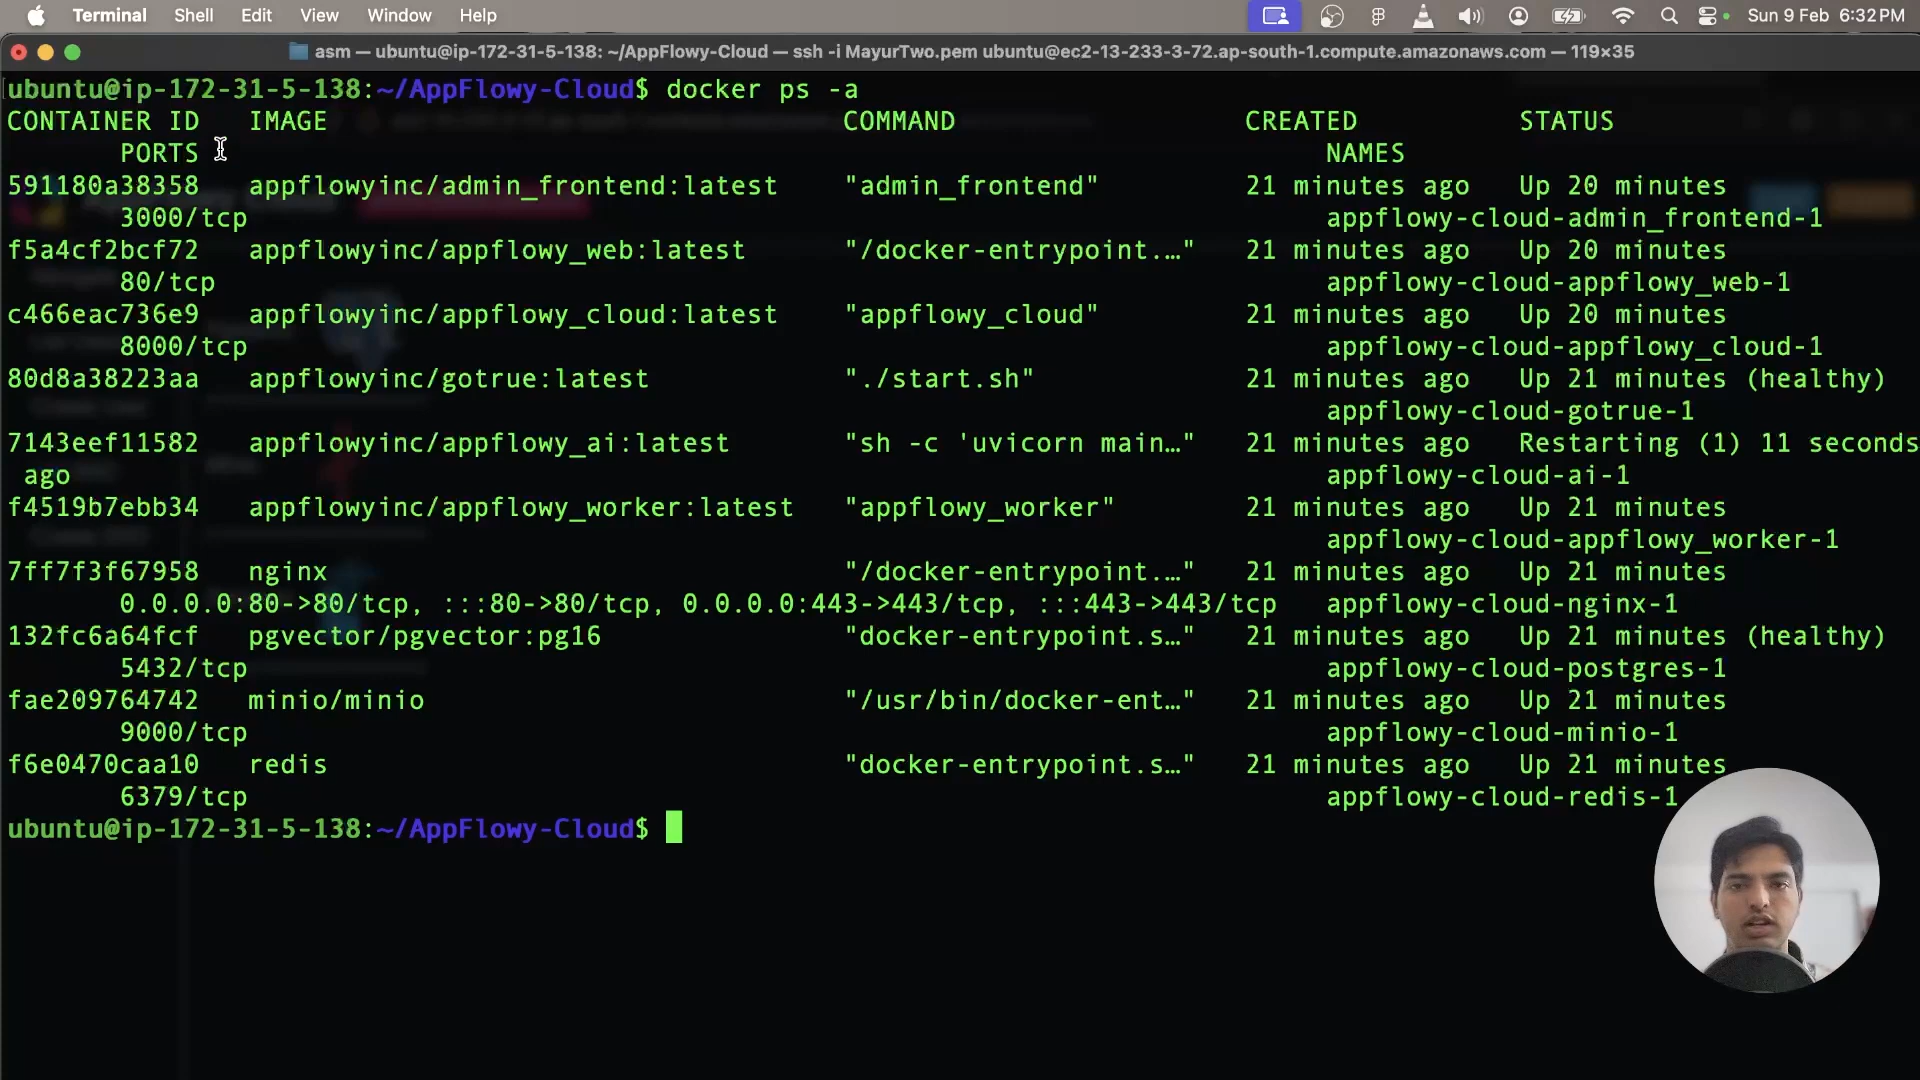 Terminal Shell Edit View Window Help Sun 9 Feb 6:32 PM
asm — ubuntu@ip-172-31-5-138: ~/AppFlowy-Cloud — ssh -i MayurTwo.pem ubuntu@ec2-13-233-3-72.ap-south-1.compute.amazonaws.com — 119×35
ubuntu@ip-172-31-5-138:~/AppFlowy-Cloud$ docker ps -a
CONTAINER ID IMAGE COMMAND CREATED STATUS
PORTS NAMES
591180a38358 appflowyinc/admin_frontend:latest "admin_frontend" 21 minutes ago Up 20 minutes
3000/tcp appflowy-cloud-admin_frontend-1
f5a4cf2bcf72 appflowyinc/appflowy_web:latest "/docker-entrypoint.…" 21 minutes ago Up 20 minutes
80/tcp appflowy-cloud-appflowy_web-1
c466eac736e9 appflowyinc/appflowy_cloud:latest "appflowy_cloud" 21 minutes ago Up 20 minutes
8000/tcp appflowy-cloud-appflowy_cloud-1
80d8a38223aa appflowyinc/gotrue:latest "./start.sh" 21 minutes ago Up 21 minutes (healthy)
appflowy-cloud-gotrue-1
7143eef11582 appflowyinc/appflowy_ai:latest "sh -c 'uvicorn main…" 21 minutes ago Restarting (1) 11 seconds
ago appflowy-cloud-ai-1
f4519b7ebb34 appflowyinc/appflowy_worker:latest "appflowy_worker" 21 minutes ago Up 21 minutes
appflowy-cloud-appflowy_worker-1
7ff7f3f67958 nginx "/docker-entrypoint.…" 21 minutes ago Up 21 minutes
0.0.0.0:80->80/tcp, :::80->80/tcp, 0.0.0.0:443->443/tcp, :::443->443/tcp appflowy-cloud-nginx-1
132fc6a64fcf pgvector/pgvector:pg16 "docker-entrypoint.s…" 21 minutes ago Up 21 minutes (healthy)
5432/tcp appflowy-cloud-postgres-1
fae209764742 minio/minio "/usr/bin/docker-ent…" 21 minutes ago Up 21 minutes
9000/tcp appflowy-cloud-minio-1
f6e0470caa10 redis "docker-entrypoint.s…" 21 minutes ago Up 21 minutes
6379/tcp appflowy-cloud-redis-1
ubuntu@ip-172-31-5-138:~/AppFlowy-Cloud$